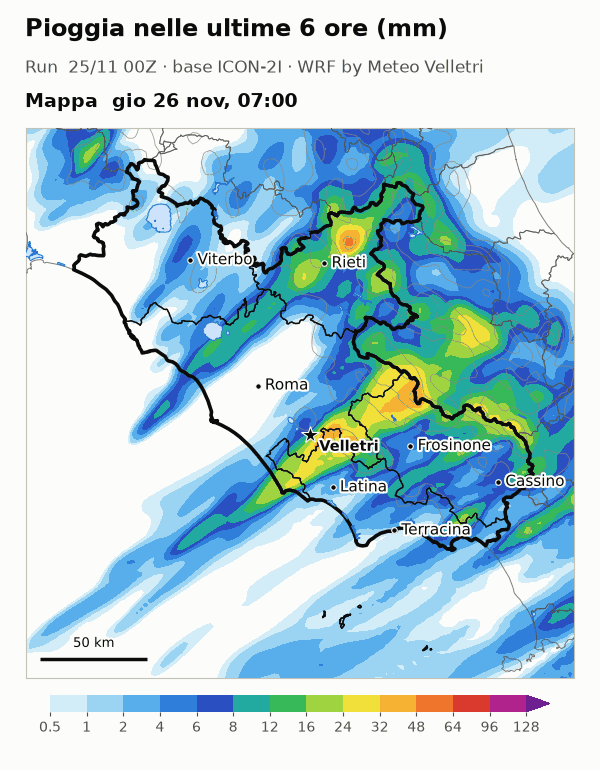 Pioggia nelle ultime 6 ore (mm)
Run  25/11 00Z · base ICON-2I · WRF by Meteo Velletri
Mappa  gio 26 nov, 07:00
Viterbo
Rieti
Roma
Velletri
Frosinone
Latina
Cassino
Terracina
50 km
0.5 1 2 4 6 8 12 16 24 32 48 64 96 128